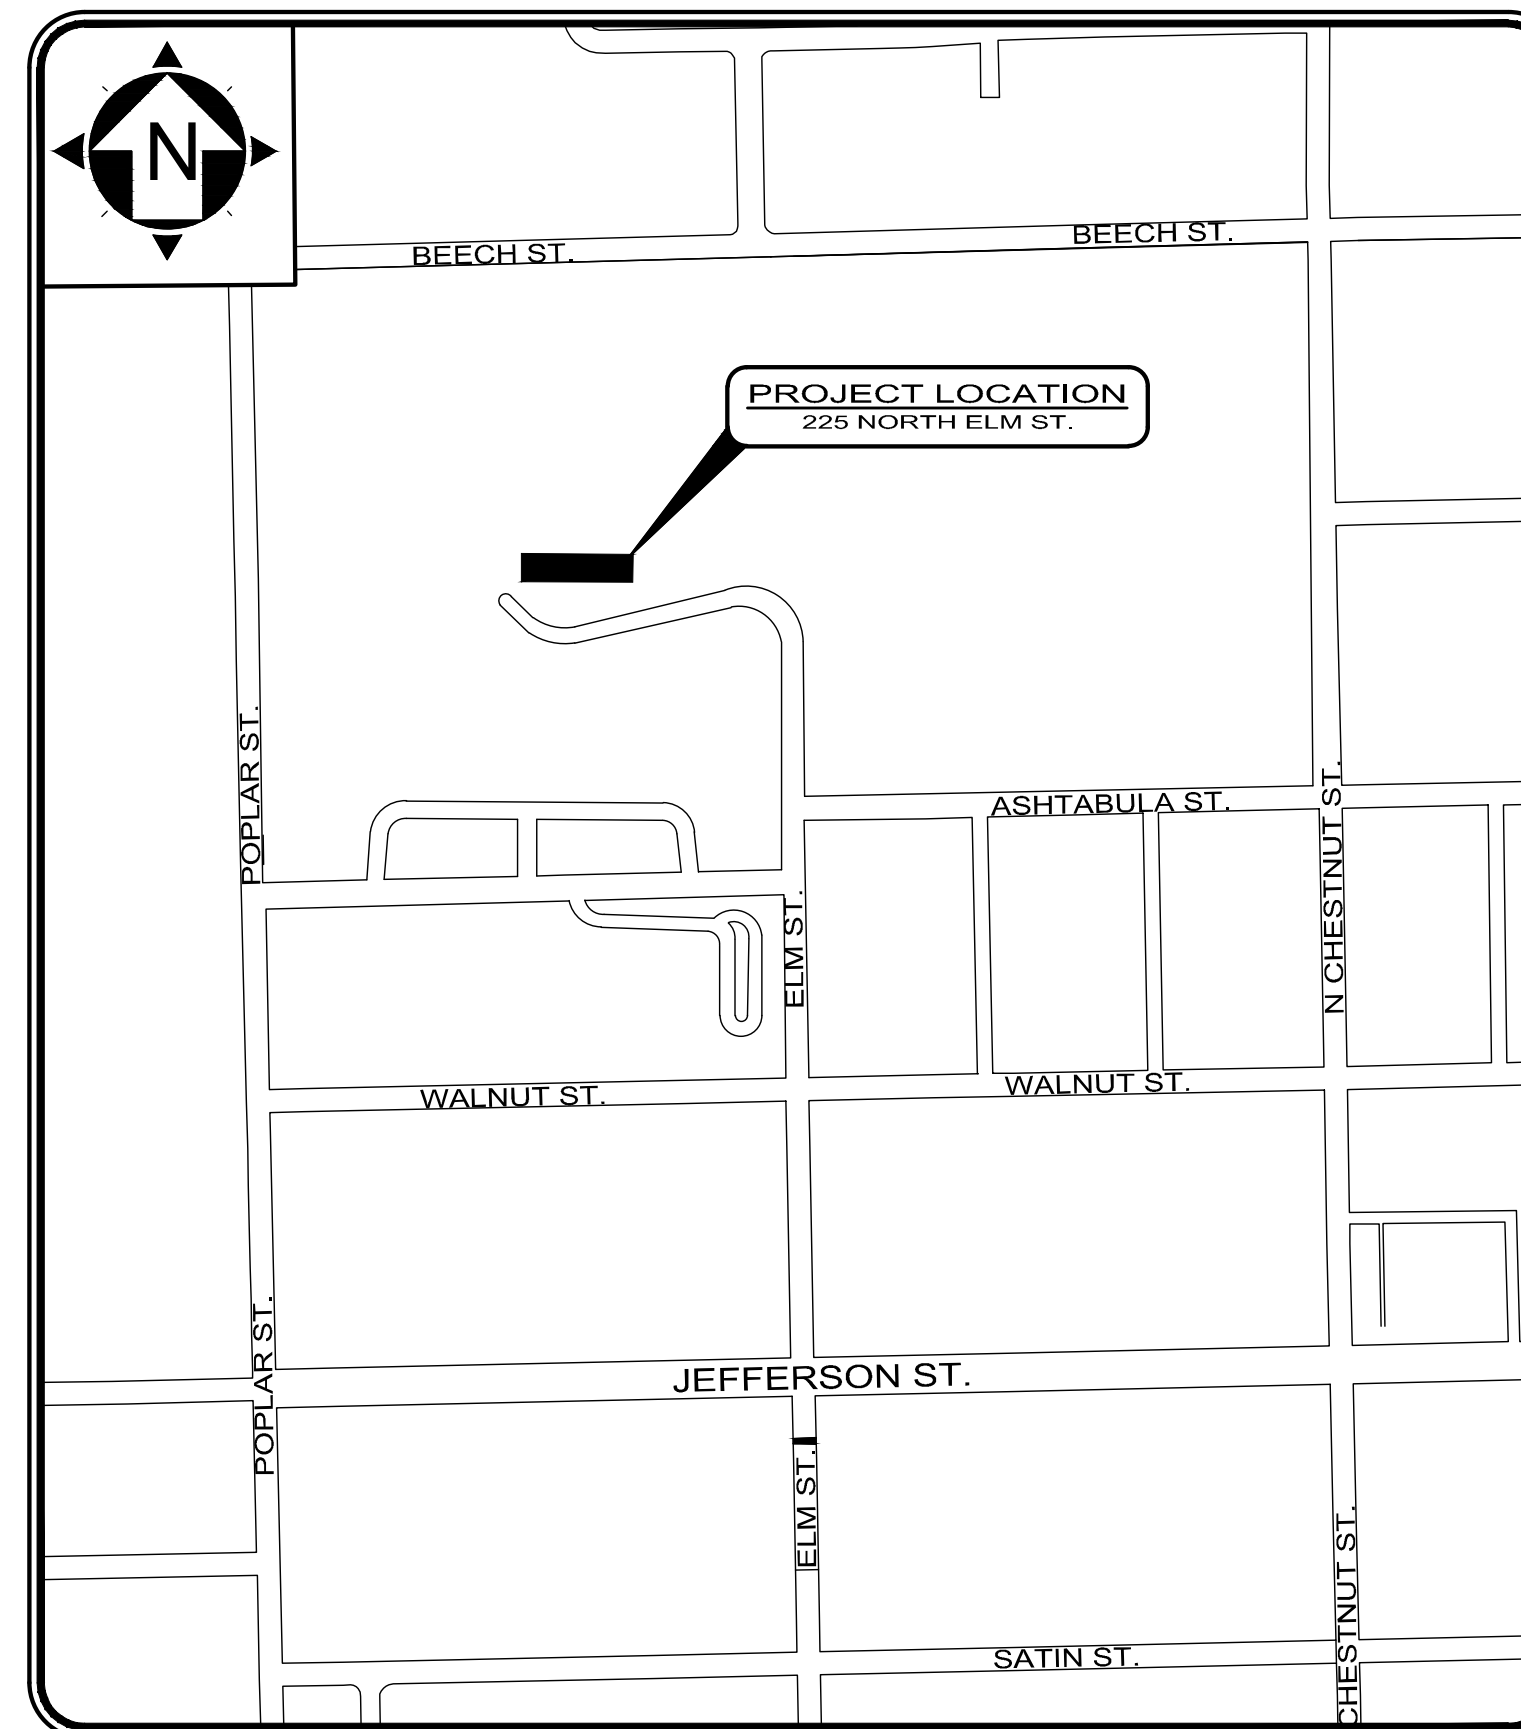 N
BEECH ST.
BEECH ST.
PROJECT LOCATION
225 NORTH ELM ST.
POPLAR ST.
ASHTABULA ST.
N CHESTNUT ST.
ELM ST.
WALNUT ST.
WALNUT ST.
POPLAR ST.
JEFFERSON ST.
ELM ST.
CHESTNUT ST.
SATIN ST.